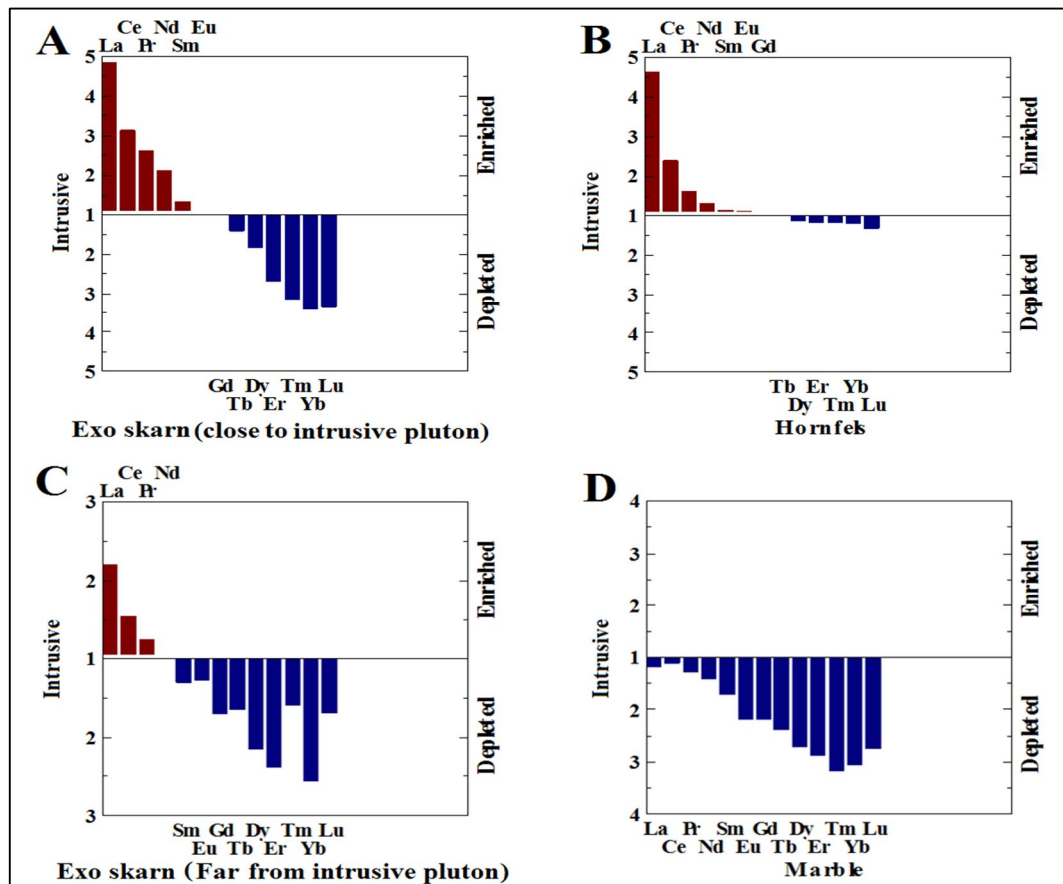 A
Ce Nd Eu
La Pr Sm
5
4
3
2
1
2
3
4
5
Intrusive
Enriched
Depleted
Gd Dy Tm Lu
Tb Er Yb
Exo skarn (close to intrusive pluton)
B
Ce Nd Eu
La Pr Sm Gd
5
4
3
2
1
2
3
4
5
Intrusive
Enriched
Depleted
Tb Er Yb
Dy Tm Lu
Hornfels
C
Ce Nd
La Pr
3
2
1
2
3
Intrusive
Enriched
Depleted
Sm Gd Dy Tm Lu
Eu Tb Er Yb
Exo skarn (Far from intrusive pluton)
D
4
3
2
1
2
3
4
Intrusive
Enriched
Depleted
La Pr Sm Gd Dy Tm Lu
Ce Nd Eu Tb Er Yb
Marble